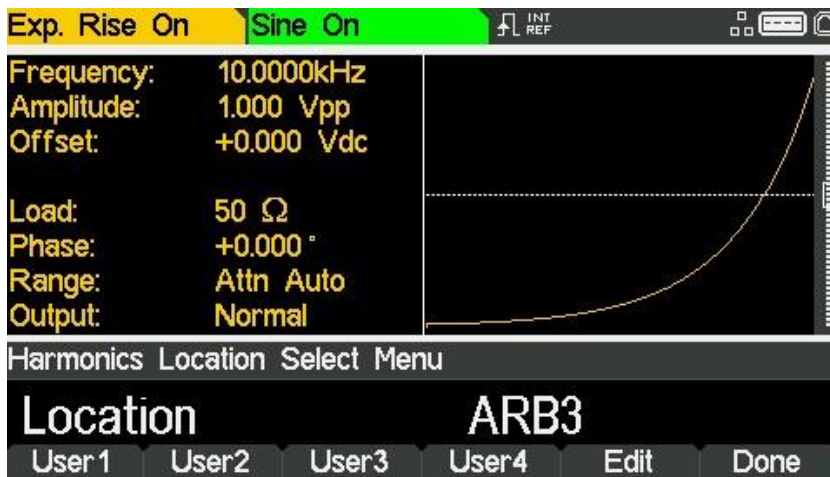 Exp. Rise On Sine On INT REF
Frequency: 10.0000kHz
Amplitude: 1.000 Vpp
Offset: +0.000 Vdc
Load: 50 Ω
Phase: +0.000 °
Range: Attn Auto
Output: Normal
Harmonics Location Select Menu
Location ARB3
User1 User2 User3 User4 Edit Done